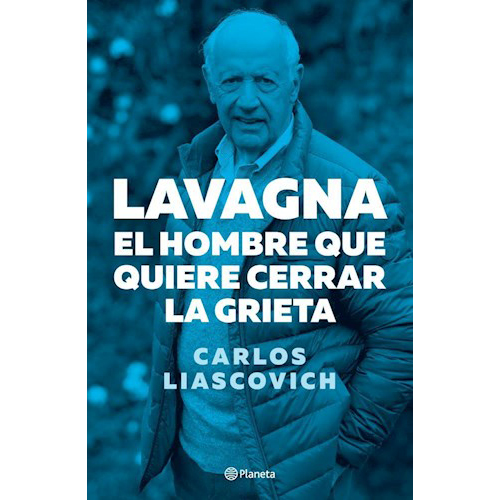 LAVAGNA
EL HOMBRE QUE
QUIERE CERRAR
LA GRIETA
CARLOS
LIASCOVICH
Planeta